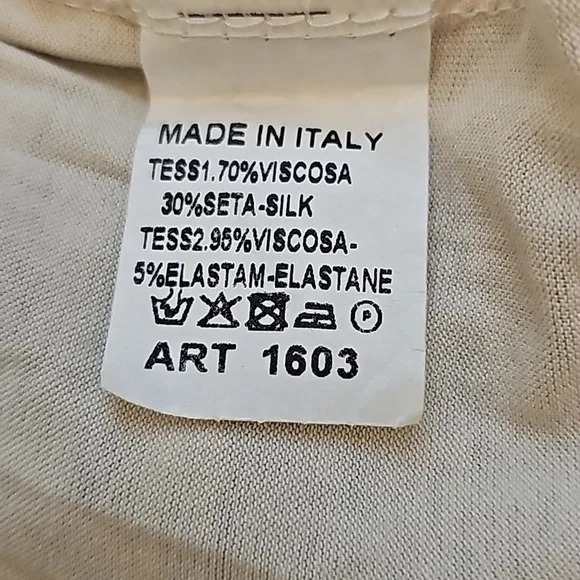 MADE IN ITALY
TESS1.70%VISCOSA
30%SETA-SILK
TESS2.95%VISCOSA-
5%ELASTAM-ELASTANE
P
ART 1603